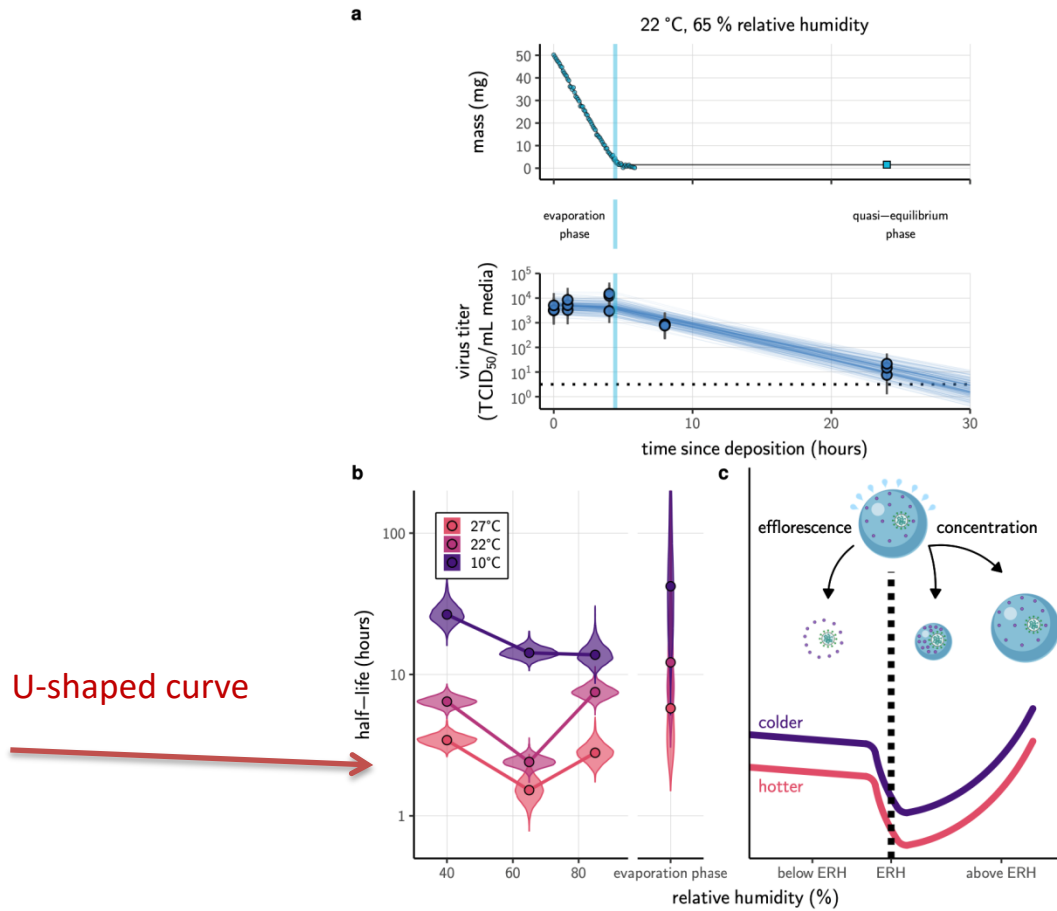 a
22 °C, 65 % relative humidity
mass (mg)
50
40
30
20
10
0
evaporation
phase
quasi−equilibrium
phase
virus titer
(TCID50/mL media)
10^5
10^4
10^3
10^2
10^1
10^0
0
10
20
30
time since deposition (hours)
b
27°C
22°C
10°C
half−life (hours)
100
10
1
40
60
80
evaporation phase
relative humidity (%)
U-shaped curve
c
efflorescence
concentration
colder
hotter
below ERH
ERH
above ERH